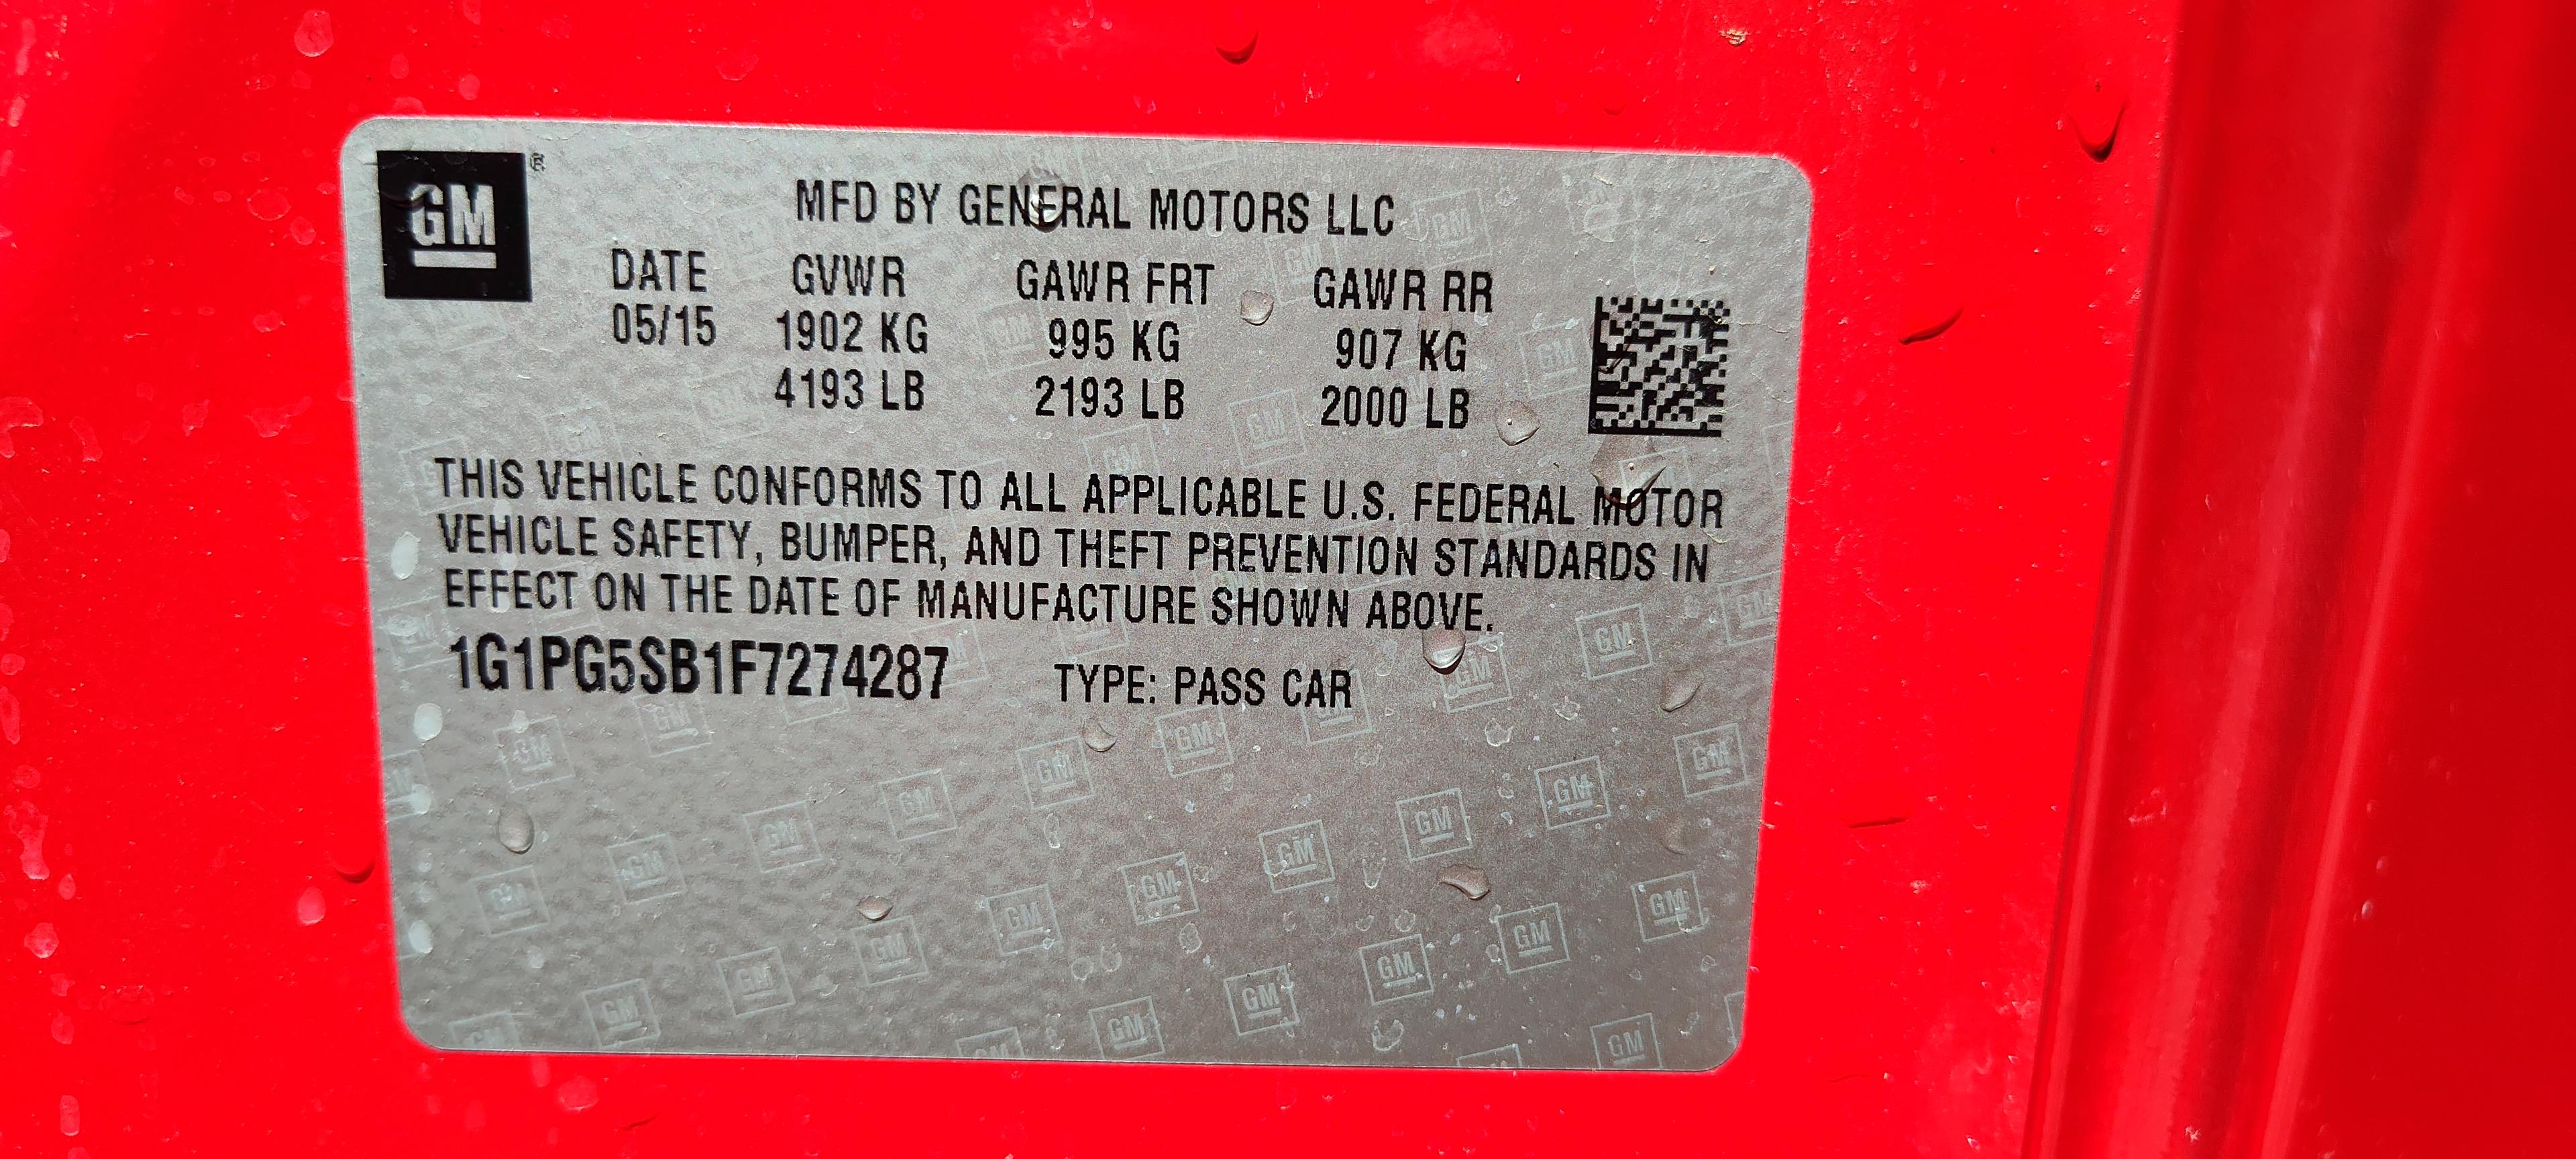 GM ®
MFD BY GENERAL MOTORS LLC
DATE GVWR GAWR FRT GAWR RR
05/15 1902 KG 995 KG 907 KG
4193 LB 2193 LB 2000 LB
THIS VEHICLE CONFORMS TO ALL APPLICABLE U.S. FEDERAL MOTOR
VEHICLE SAFETY, BUMPER, AND THEFT PREVENTION STANDARDS IN
EFFECT ON THE DATE OF MANUFACTURE SHOWN ABOVE.
1G1PG5SB1F7274287 TYPE: PASS CAR